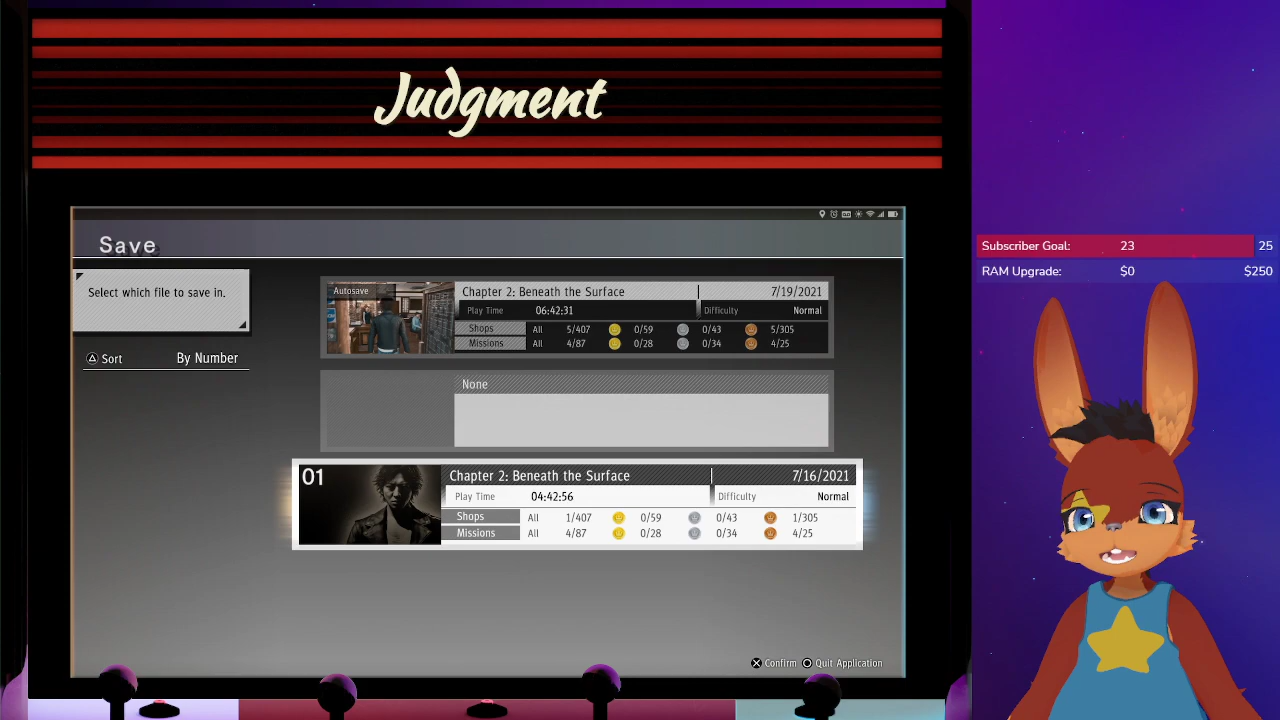 Judgment
Save
Select which file to save in.
Sort By Number
Autosave
Chapter 2: Beneath the Surface 7/19/2021
Play Time 06:42:31 Difficulty Normal
Shops All 5/407 0/59 0/43 5/305
Missions All 4/87 0/28 0/34 4/25
None
01
Chapter 2: Beneath the Surface 7/16/2021
Play Time 04:42:56 Difficulty Normal
Shops All 1/407 0/59 0/43 1/305
Missions All 4/87 0/28 0/34 4/25
Confirm Quit Application
Subscriber Goal: 23 25
RAM Upgrade: $0 $250